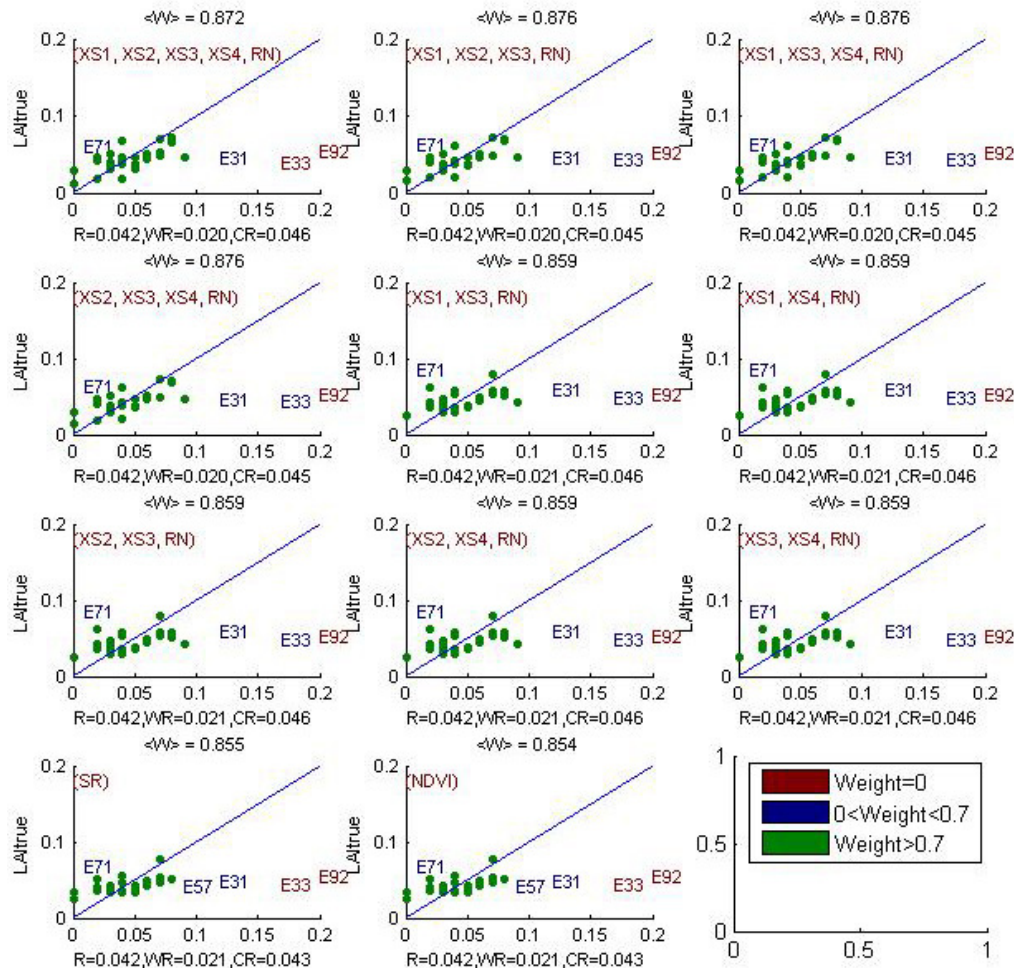 <W> = 0.872
LAItrue
0.2
0.1
0
(XS1, XS2, XS3, XS4, RN)
E71
E31
E33
E92
0 0.05 0.1 0.15 0.2
R=0.042,WR=0.020,CR=0.046
<W> = 0.876
LAItrue
0.2
0.1
0
(XS1, XS2, XS3, RN)
E71
E31
E33
E92
0 0.05 0.1 0.15 0.2
R=0.042,WR=0.020,CR=0.045
<W> = 0.876
LAItrue
0.2
0.1
0
(XS1, XS3, XS4, RN)
E71
E31
E33
E92
0 0.05 0.1 0.15 0.2
R=0.042,WR=0.020,CR=0.045
<W> = 0.876
LAItrue
0.2
0.1
0
(XS2, XS3, XS4, RN)
E71
E31
E33
E92
0 0.05 0.1 0.15 0.2
R=0.042,WR=0.020,CR=0.045
<W> = 0.859
LAItrue
0.2
0.1
0
(XS1, XS3, RN)
E71
E31
E33
E92
0 0.05 0.1 0.15 0.2
R=0.042,WR=0.021,CR=0.046
<W> = 0.859
LAItrue
0.2
0.1
0
(XS1, XS4, RN)
E71
E31
E33
E92
0 0.05 0.1 0.15 0.2
R=0.042,WR=0.021,CR=0.046
<W> = 0.859
LAItrue
0.2
0.1
0
(XS2, XS3, RN)
E71
E31
E33
E92
0 0.05 0.1 0.15 0.2
R=0.042,WR=0.021,CR=0.046
<W> = 0.859
LAItrue
0.2
0.1
0
(XS2, XS4, RN)
E71
E31
E33
E92
0 0.05 0.1 0.15 0.2
R=0.042,WR=0.021,CR=0.046
<W> = 0.859
LAItrue
0.2
0.1
0
(XS3, XS4, RN)
E71
E31
E33
E92
0 0.05 0.1 0.15 0.2
R=0.042,WR=0.021,CR=0.046
<W> = 0.855
LAItrue
0.2
0.1
0
(SR)
E71
E57
E31
E33
E92
0 0.05 0.1 0.15 0.2
R=0.042,WR=0.021,CR=0.043
<W> = 0.854
LAItrue
0.2
0.1
0
(NDVI)
E71
E57
E31
E33
E92
0 0.05 0.1 0.15 0.2
R=0.042,WR=0.021,CR=0.043
1
0.5
0
Weight=0
0<Weight<0.7
Weight>0.7
0 0.5 1